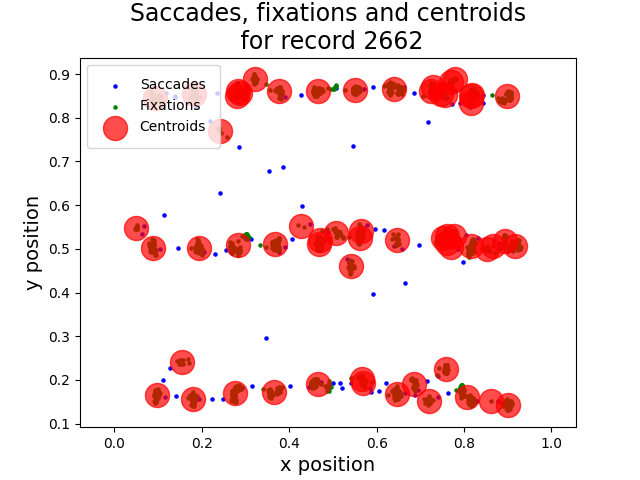 Saccades, fixations and centroids
for record 2662
Saccades
Fixations
Centroids
y position
0.9
0.8
0.7
0.6
0.5
0.4
0.3
0.2
0.1
0.0 0.2 0.4 0.6 0.8 1.0
x position